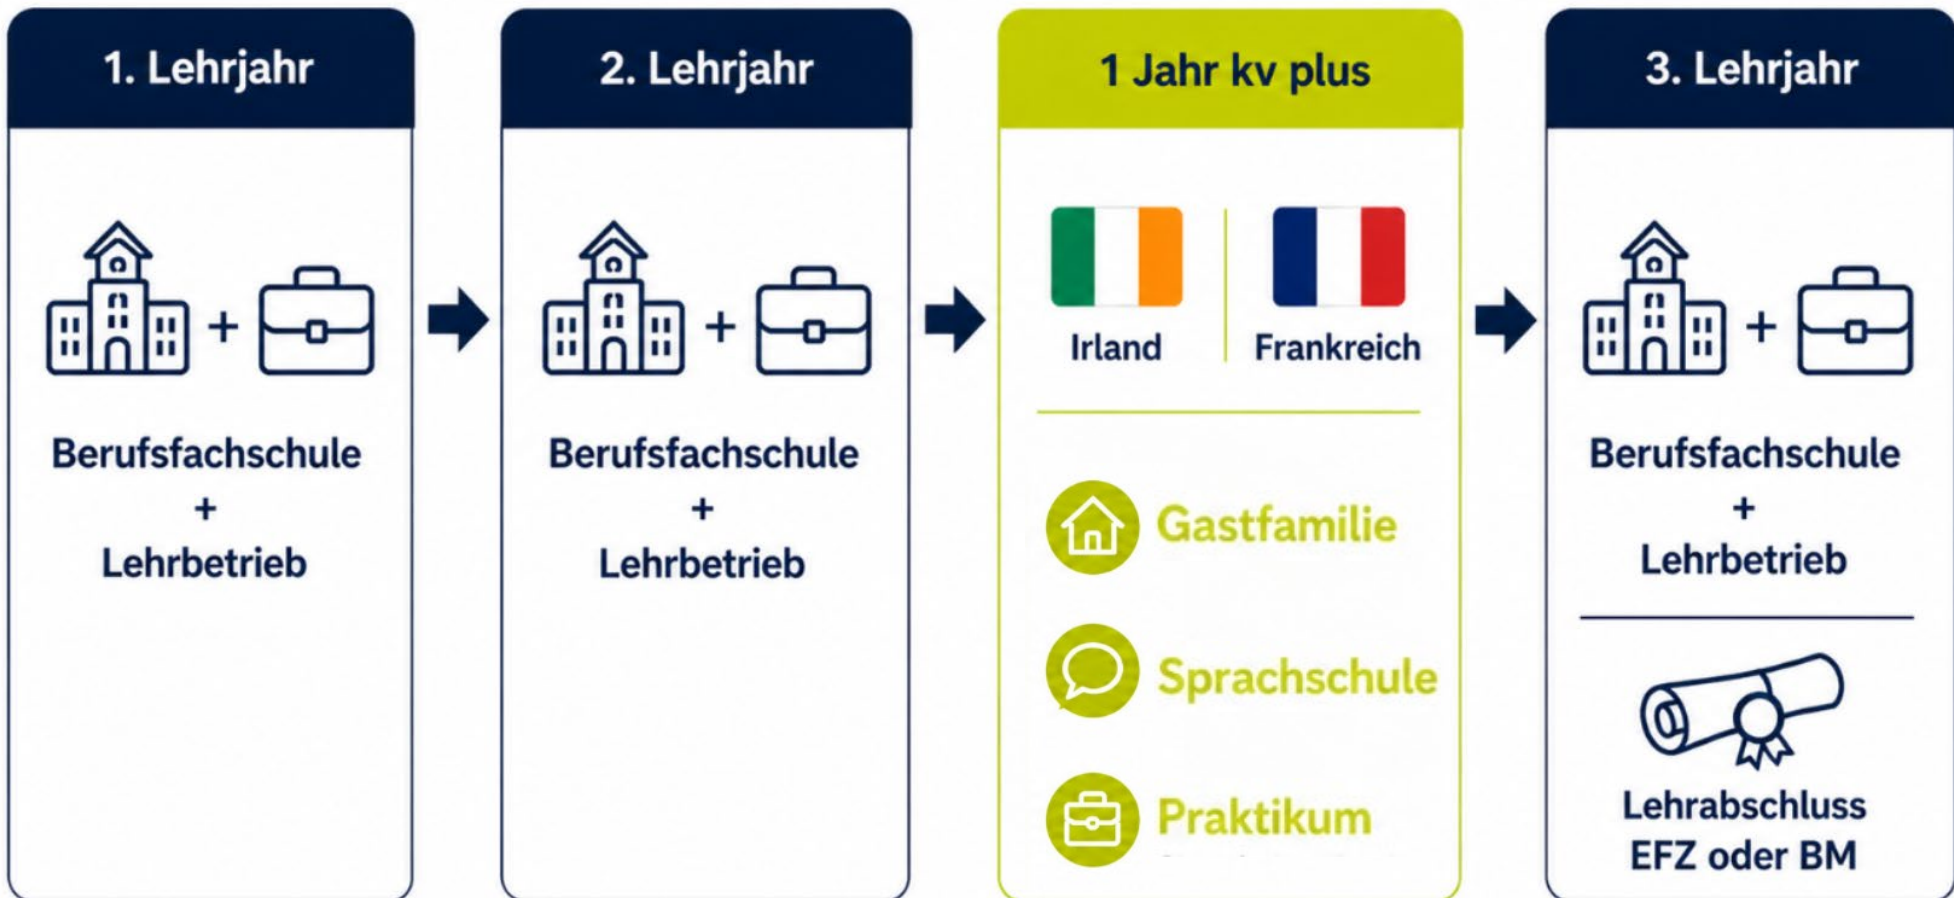 1. Lehrjahr
+
Berufsfachschule
+
Lehrbetrieb
2. Lehrjahr
+
Berufsfachschule
+
Lehrbetrieb
1 Jahr kv plus
Irland
Frankreich
Gastfamilie
Sprachschule
Praktikum
3. Lehrjahr
+
Berufsfachschule
+
Lehrbetrieb
Lehrabschluss
EFZ oder BM